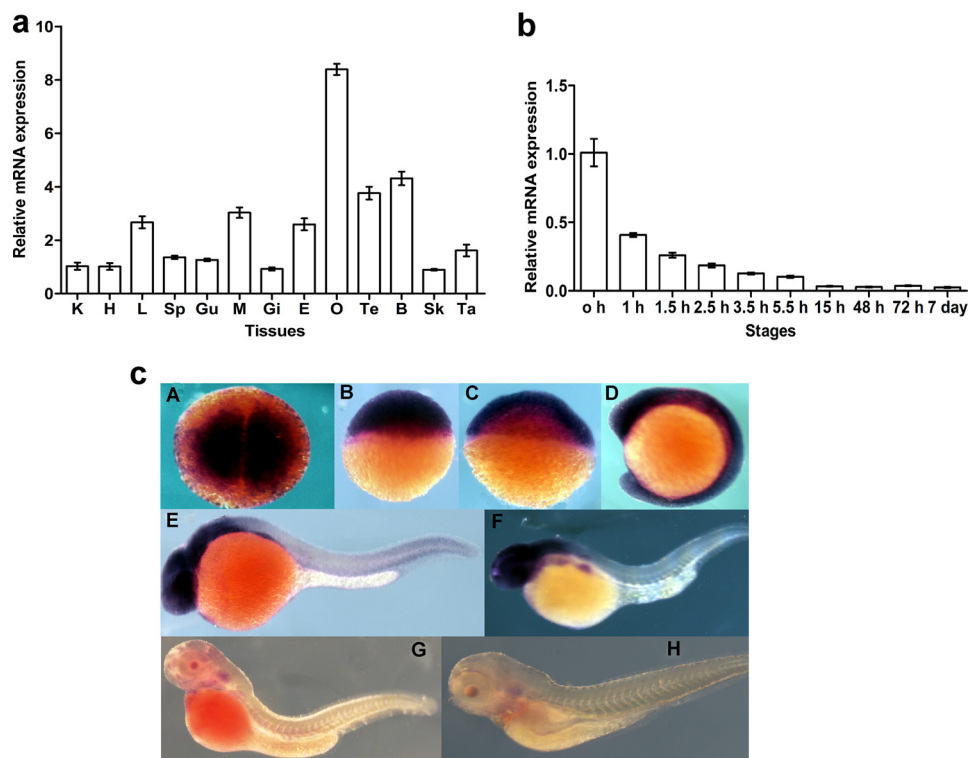 a
Relative mRNA expression
10
8
6
4
2
0
K H L Sp Gu M Gi E O Te B Sk Ta
Tissues
b
Relative mRNA expression
1.5
1.0
0.5
0.0
o h 1 h 1.5 h 2.5 h 3.5 h 5.5 h 15 h 48 h 72 h 7 day
Stages
c
A
B
C
D
E
F
G
H